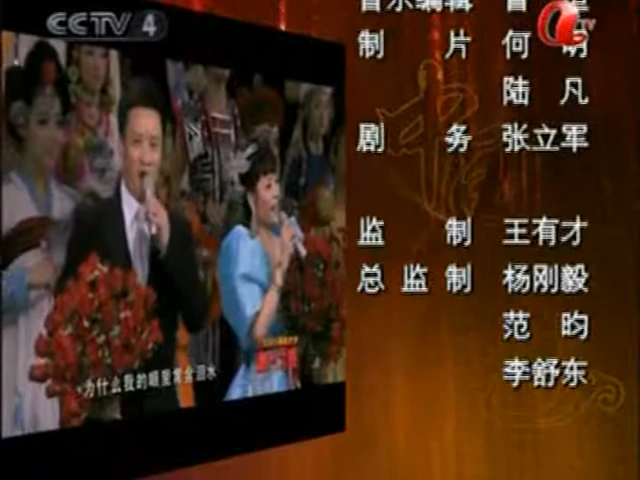 CCTV 4
aTV
制 片 何 明
陆 凡
剧 务 张立军
监 制 王有才
总 监 制 杨刚毅
范 昀
李舒东
为什么我的眼里常含泪水